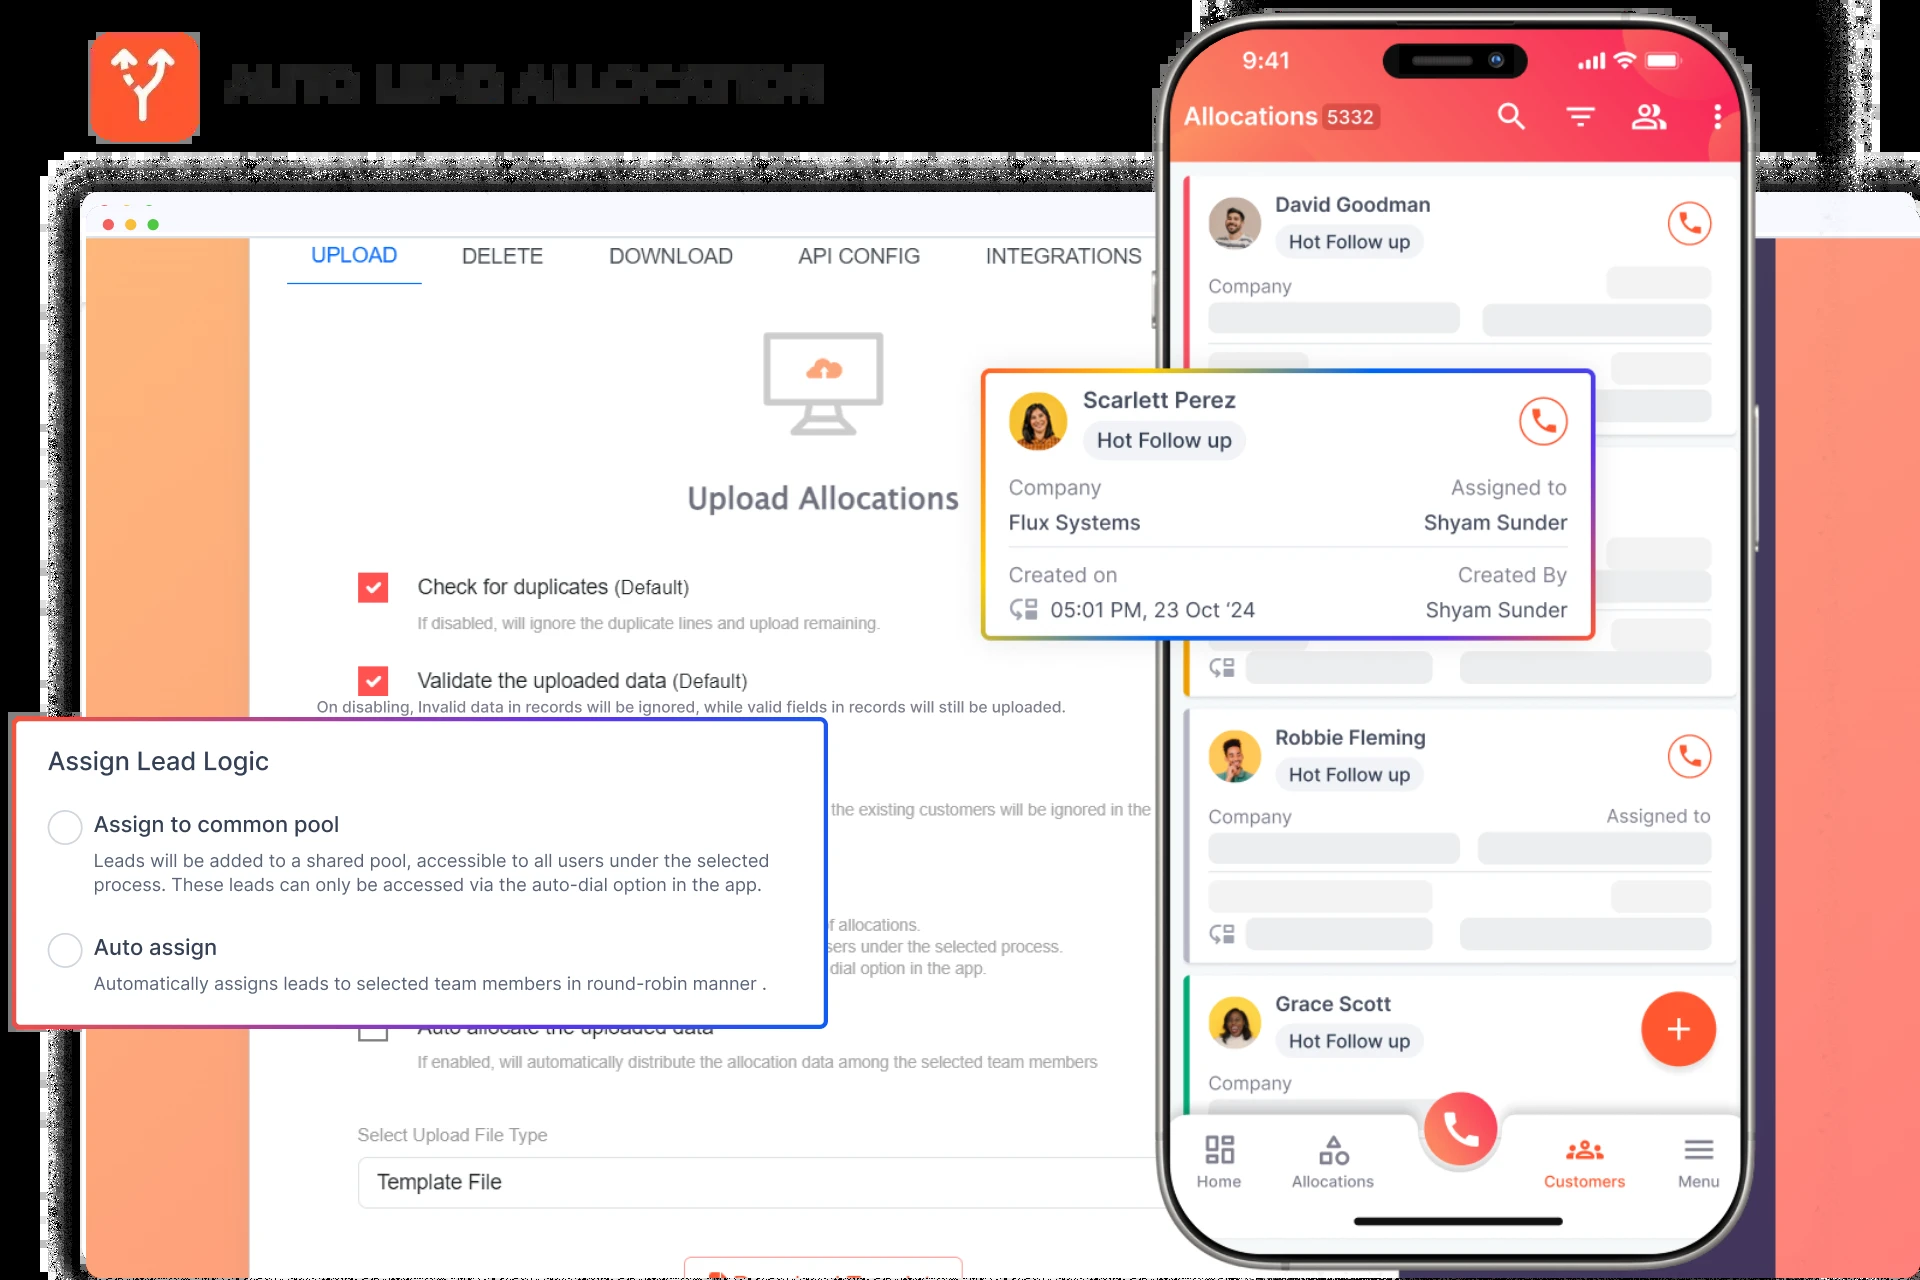 AUTO LEAD ALLOCATION
UPLOAD
DELETE
DOWNLOAD
API CONFIG
INTEGRATIONS
Upload Allocations
Check for duplicates (Default)
If disabled, will ignore the duplicate lines and upload remaining.
Validate the uploaded data (Default)
On disabling, Invalid data in records will be ignored, while valid fields in records will still be uploaded.
the existing customers will be ignored in the
Assign Lead Logic
Assign to common pool
Leads will be added to a shared pool, accessible to all users under the selected
process. These leads can only be accessed via the auto-dial option in the app.
Auto assign
Automatically assigns leads to selected team members in round-robin manner .
of allocations.
users under the selected process.
dial option in the app.
Auto allocate the uploaded data
If enabled, will automatically distribute the allocation data among the selected team members
Select Upload File Type
Template File
9:41
Allocations 5332
David Goodman
Hot Follow up
Company
Scarlett Perez
Hot Follow up
Company
Assigned to
Flux Systems
Shyam Sunder
Created on
Created By
05:01 PM, 23 Oct ‘24
Shyam Sunder
Robbie Fleming
Hot Follow up
Company
Assigned to
Grace Scott
Hot Follow up
Company
Home
Allocations
Customers
Menu